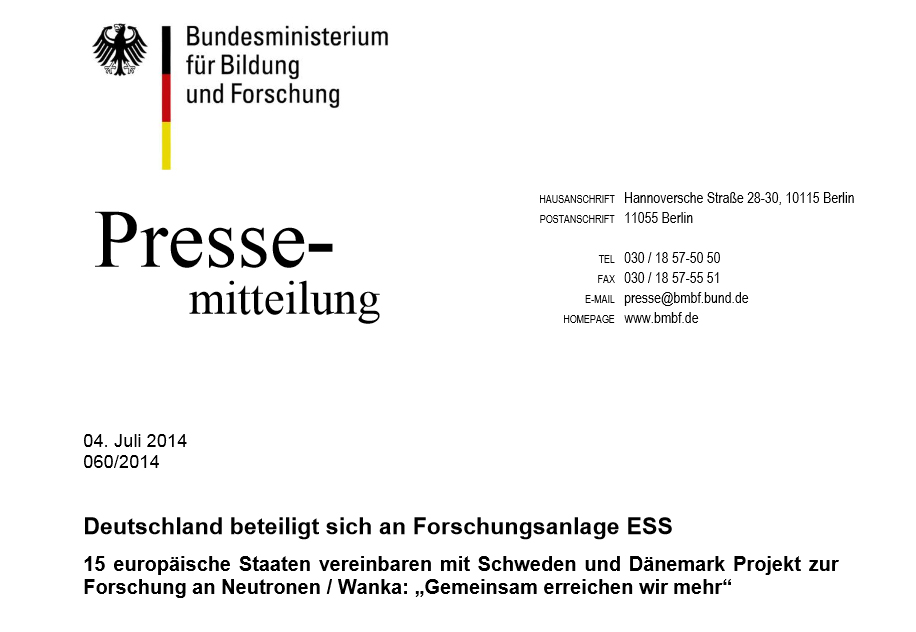 Bundesministerium
für Bildung
und Forschung
Presse-
mitteilung
HAUSANSCHRIFT Hannoversche Straße 28-30, 10115 Berlin
POSTANSCHRIFT 11055 Berlin
TEL 030 / 18 57-50 50
FAX 030 / 18 57-55 51
E-MAIL presse@bmbf.bund.de
HOMEPAGE www.bmbf.de
04. Juli 2014
060/2014
Deutschland beteiligt sich an Forschungsanlage ESS
15 europäische Staaten vereinbaren mit Schweden und Dänemark Projekt zur
Forschung an Neutronen / Wanka: „Gemeinsam erreichen wir mehr“